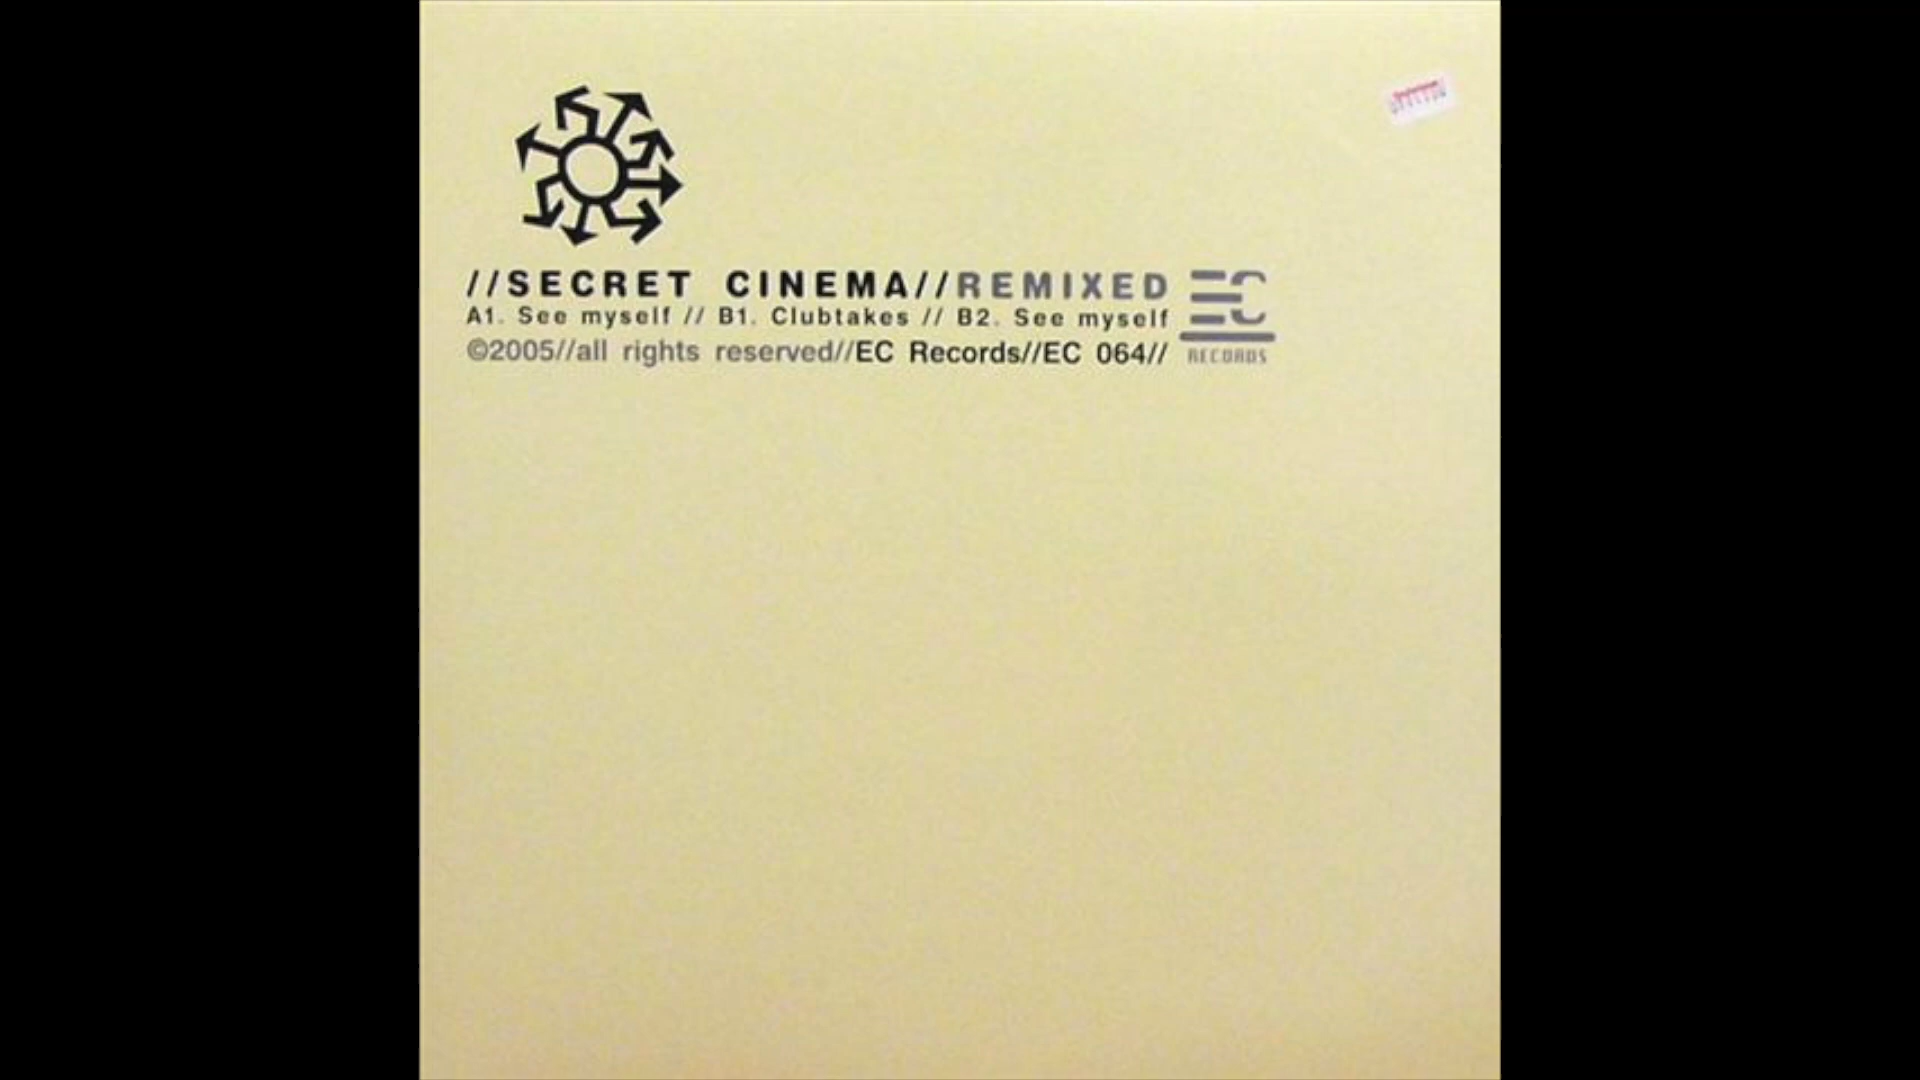 //SECRET CINEMA//REMIXED
A1. See myself // B1. Clubtakes // B2. See myself
©2005//all rights reserved//EC Records//EC 064//
EC
RECORDS